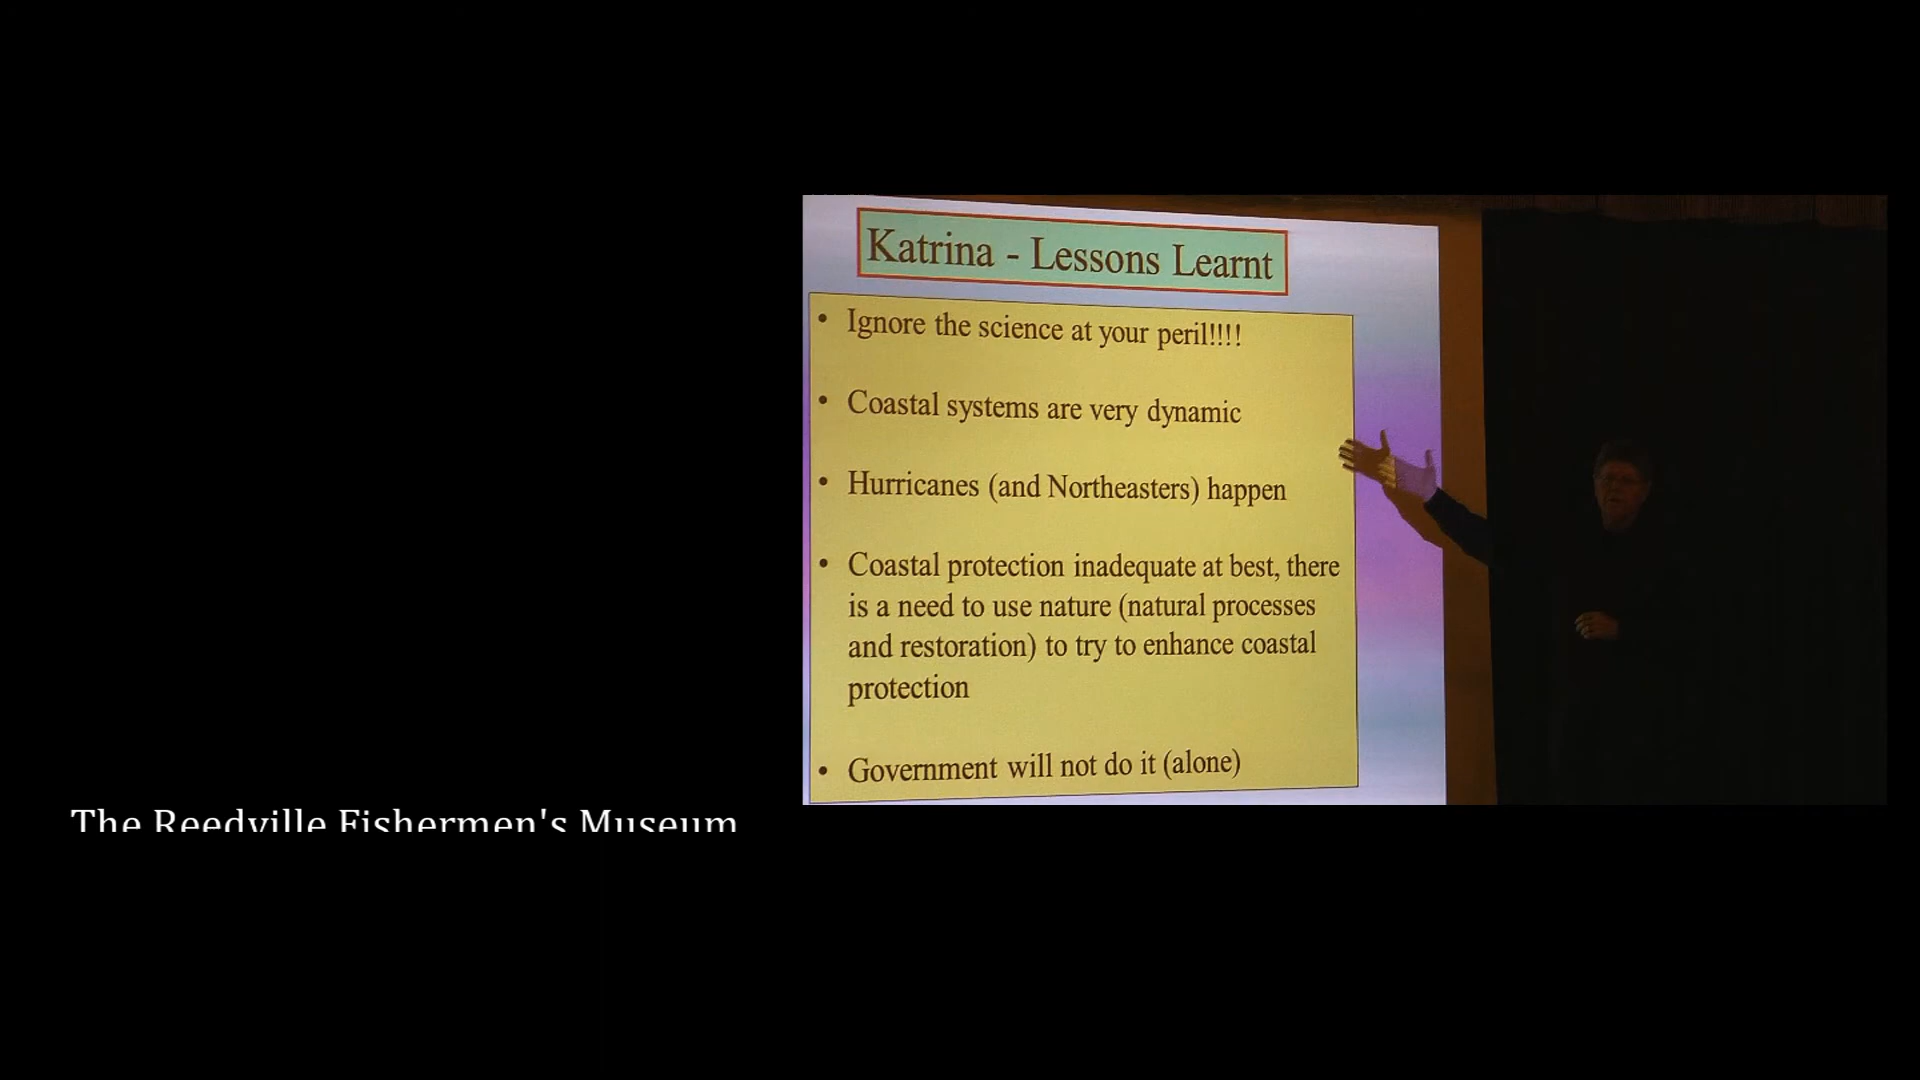 Katrina - Lessons Learnt
• Ignore the science at your peril!!!!
• Coastal systems are very dynamic
• Hurricanes (and Northeasters) happen
• Coastal protection inadequate at best, there
is a need to use nature (natural processes
and restoration) to try to enhance coastal
protection
• Government will not do it (alone)
The Reedville Fishermen's Museum